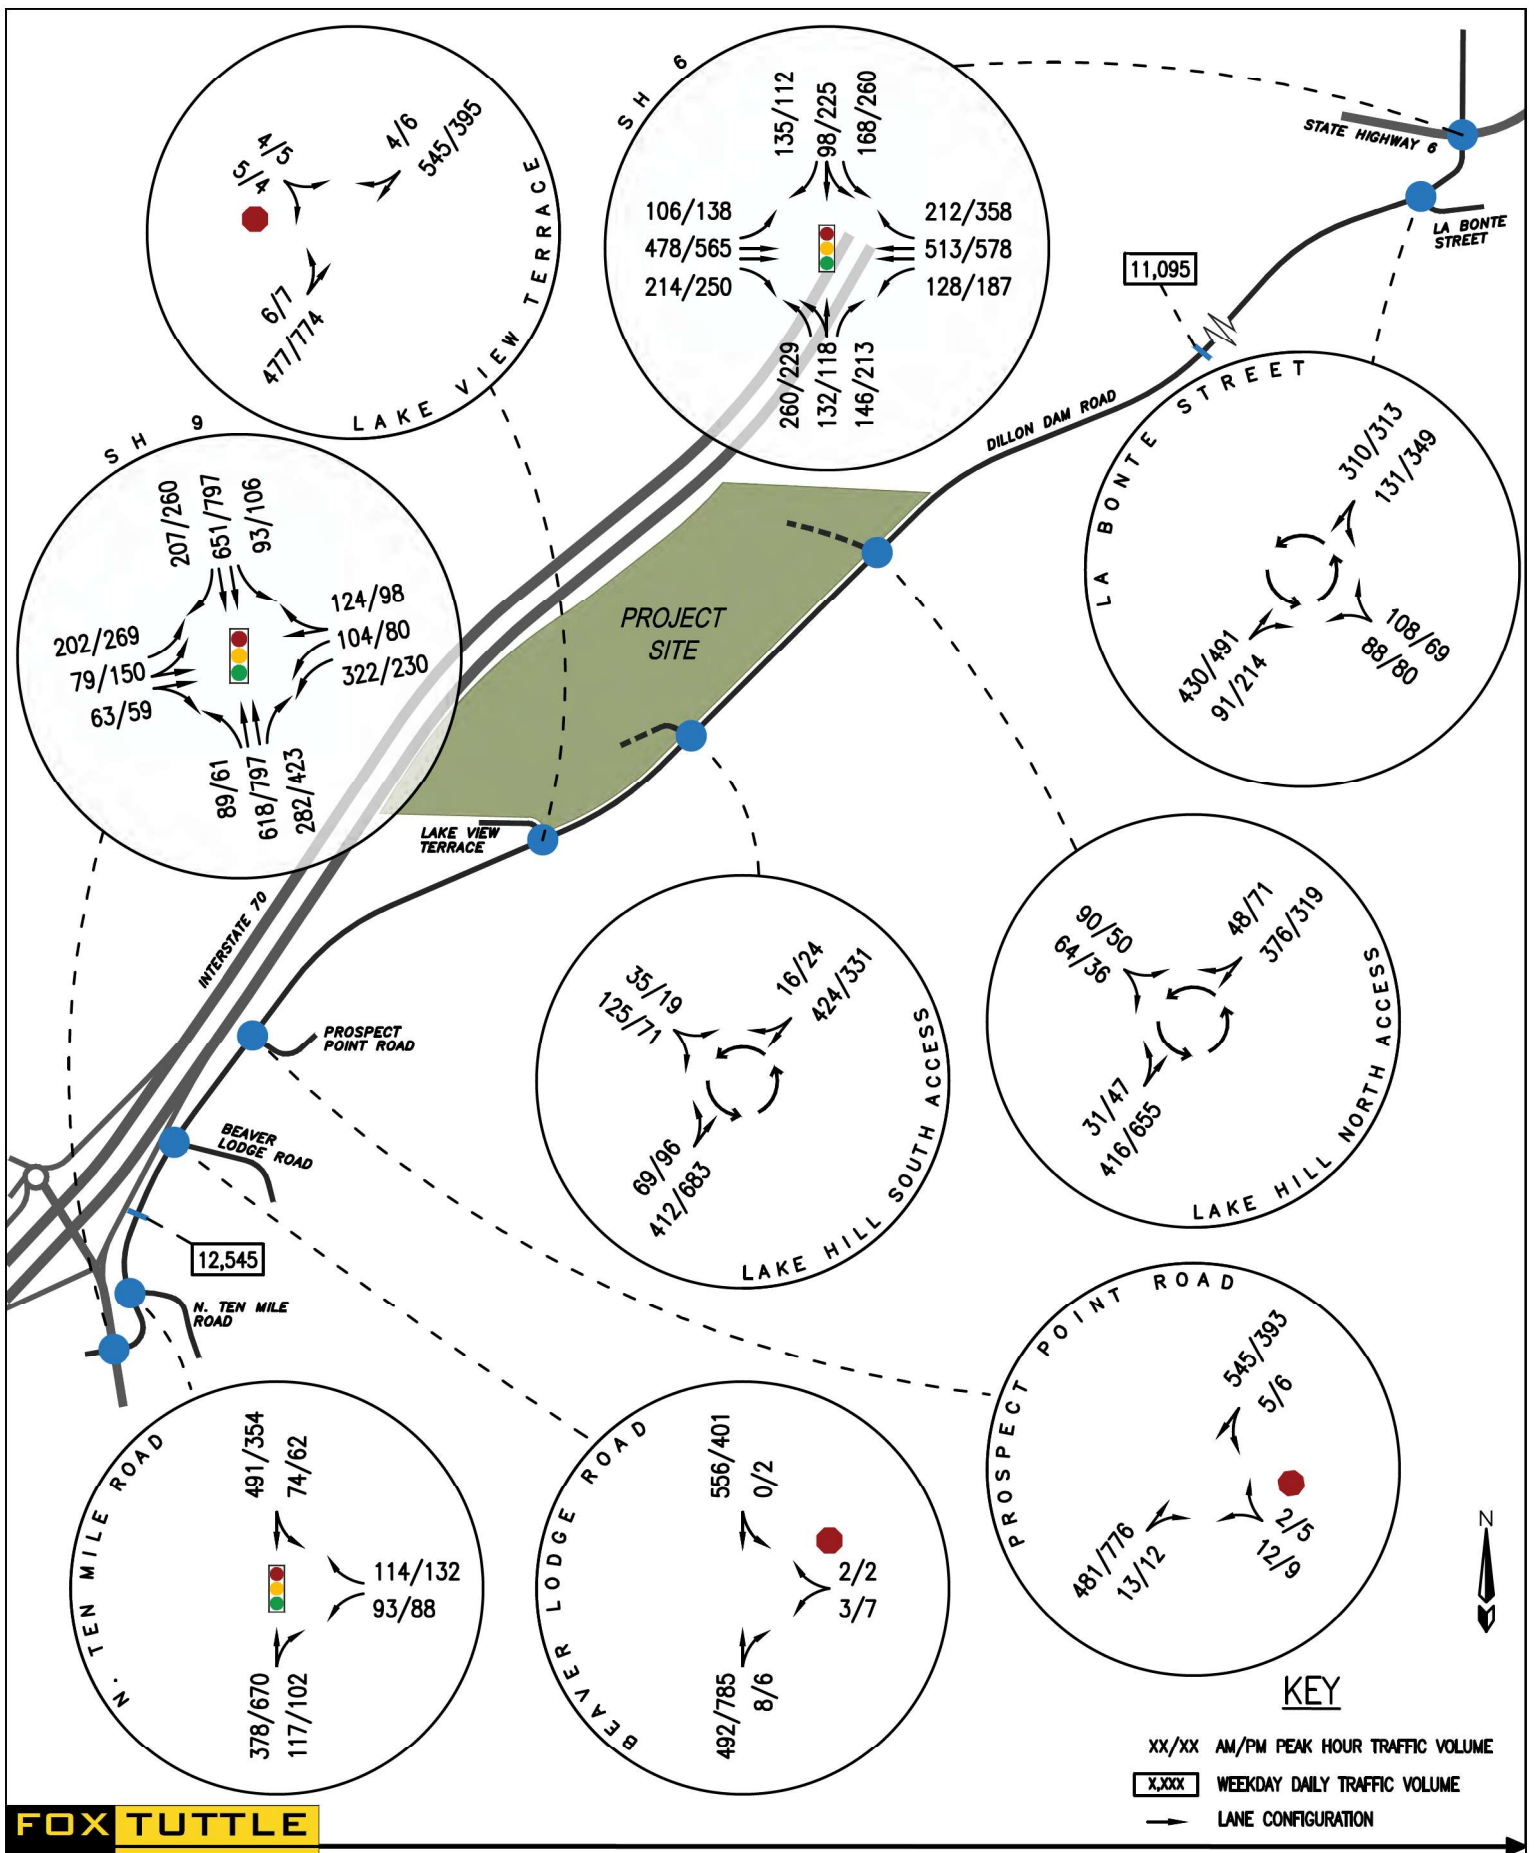 LAKE VIEW TERRACE
4/5
5/4
4/6
545/395
6/7
477/774
SH 6
135/112
98/225
168/260
106/138
478/565
214/250
212/358
513/578
128/187
260/229
132/118
146/213
STATE HIGHWAY 6
LA BONTE
STREET
11,095
DILLON DAM ROAD
LA BONTE STREET
310/313
131/349
430/491
91/214
108/69
88/80
SH 9
207/260
651/797
93/106
202/269
79/150
63/59
124/98
104/80
322/230
89/61
618/797
282/423
PROJECT
SITE
LAKE VIEW
TERRACE
INTERSTATE 70
PROSPECT
POINT ROAD
BEAVER
LODGE ROAD
12,545
N. TEN MILE
ROAD
LAKE HILL SOUTH ACCESS
35/19
125/71
16/24
424/331
69/96
412/683
LAKE HILL NORTH ACCESS
90/50
64/36
48/71
376/319
31/47
416/655
N. TEN MILE ROAD
491/354
74/62
114/132
93/88
378/670
117/102
BEAVER LODGE ROAD
556/401
0/2
2/2
3/7
492/785
8/6
PROSPECT POINT ROAD
545/393
5/6
481/776
13/12
2/5
12/9
N
KEY
XX/XX AM/PM PEAK HOUR TRAFFIC VOLUME
X,XXX WEEKDAY DAILY TRAFFIC VOLUME
LANE CONFIGURATION
FOX TUTTLE